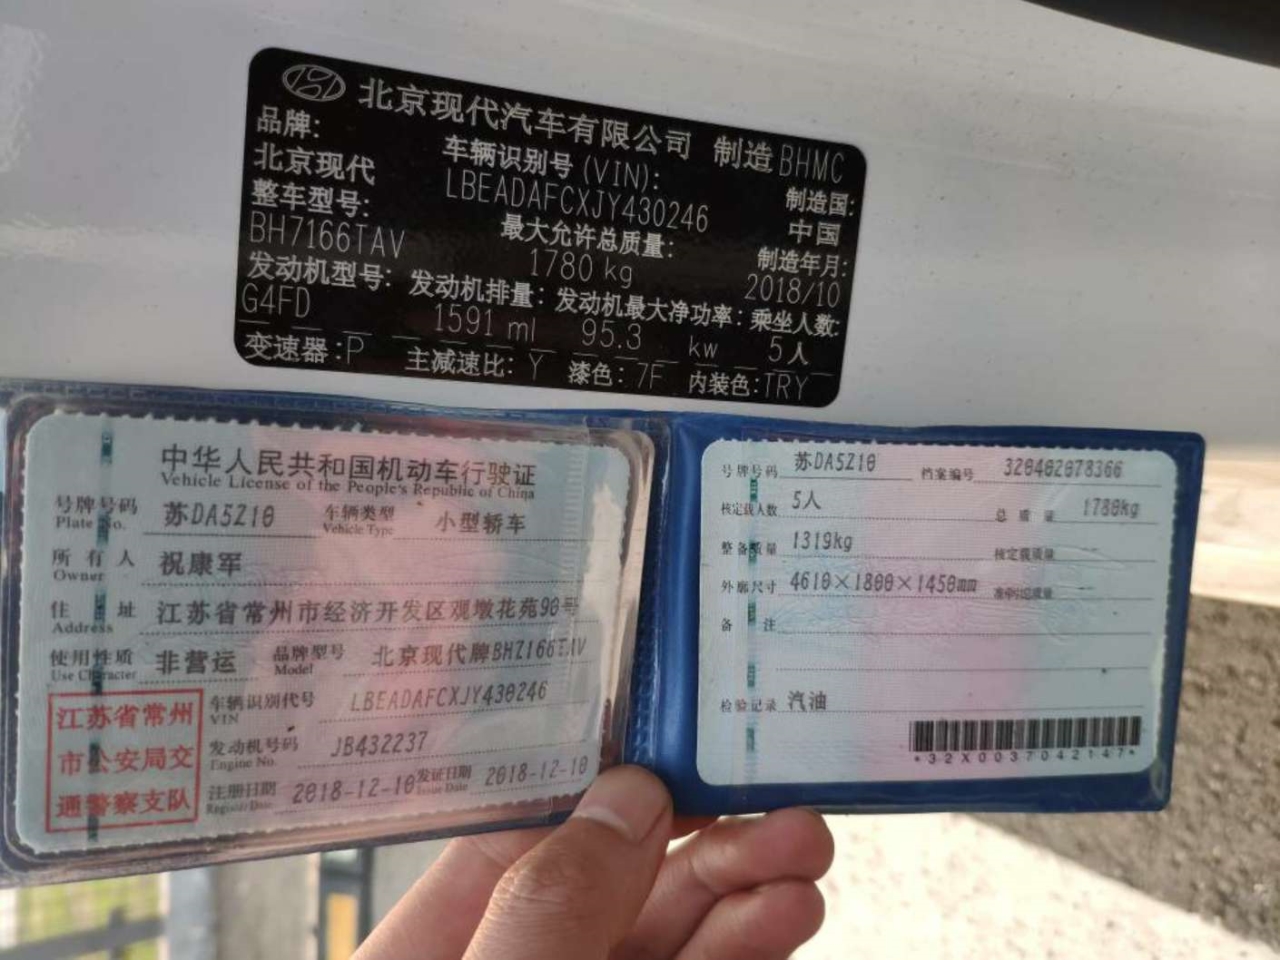 北京现代汽车有限公司 制造 BHMC
品牌: 车辆识别号(VIN): 制造国:
北京现代 LBEADAFCXJY430246 中国
整车型号: 最大允许总质量: 制造年月:
BH7166TAV 1780 kg 2018/10
发动机型号: 发动机排量: 发动机最大净功率: 乘坐人数:
G4FD 1591 ml 95.3 kw 5人
变速器:P 主减速比: Y 漆色: 7F 内装色:TRY
中华人民共和国机动车行驶证
Vehicle License of the People's Republic of China
号牌号码 苏DA5Z10 车辆类型 小型轿车
Plate No. Vehicle Type
所有人 祝康军
Owner
住址 江苏省常州市经济开发区观墩花苑90号
Address
使用性质 非营运 品牌型号 北京现代牌BH7166TAV
Use Character Model
江苏省常州
市公安局交
通警察支队
车辆识别代号 LBEADAFCXJY430246
VIN
发动机号码 JB432237
Engine No.
注册日期 2018-12-10 发证日期 2018-12-10
Register Date Issue Date
号牌号码 苏DA5Z10 档案编号 320402078366
核定载人数 5人 总质量 1780kg
整备质量 1319kg 核定载质量
外廓尺寸 4610×1800×1450mm 准牵引总质量
备注
检验记录 汽油
*32X0037042147*